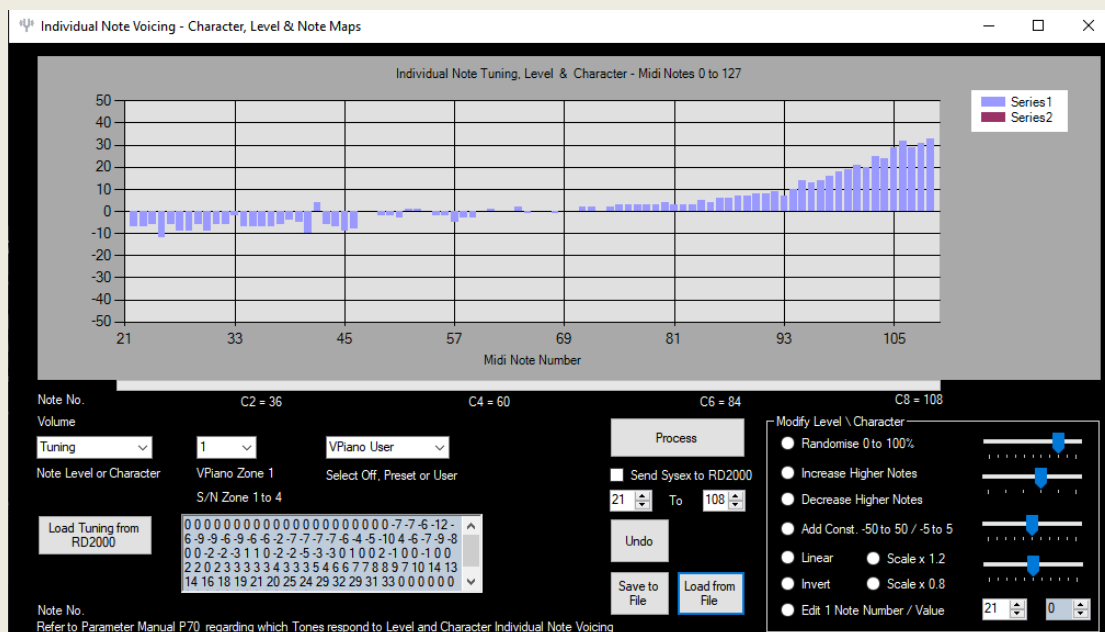 Individual Note Voicing - Character, Level & Note Maps
Individual Note Tuning, Level & Character - Midi Notes 0 to 127
Series1
Series2
50
40
30
20
10
0
-10
-20
-30
-40
-50
21 33 45 57 69 81 93 105
Midi Note Number
Note No. C2 = 36 C4 = 60 C6 = 84 C8 = 108
Volume
Tuning 1 VPiano User
Note Level or Character VPiano Zone 1 Select Off, Preset or User
S/N Zone 1 to 4
Load Tuning from
RD2000
0 0 0 0 0 0 0 0 0 0 0 0 0 0 0 0 0 0 0 0 0 -7 -7 -6 -12 -
6 -9 -9 -6 -9 -6 -6 -2 -7 -7 -7 -7 -6 -4 -5 -10 4 -6 -7 -9 -8
0 0 -2 -2 -3 1 1 0 -2 -2 -5 -3 -3 0 1 0 0 2 -1 0 0 -1 0 0
2 2 0 2 3 3 3 3 3 4 3 3 3 5 4 6 6 7 7 8 8 9 7 10 14 13
14 16 18 19 21 20 25 24 29 32 29 31 33 0 0 0 0 0 0
Process
Send Sysex to RD2000
21 To 108
Undo
Save to
File
Load from
File
Modify Level \ Character
Randomise 0 to 100%
Increase Higher Notes
Decrease Higher Notes
Add Const. -50 to 50 / -5 to 5
Linear Scale x 1.2
Invert Scale x 0.8
Edit 1 Note Number / Value 21 0
Note No.
Refer to Parameter Manual P70 regarding which Tones respond to Level and Character Individual Note Voicing